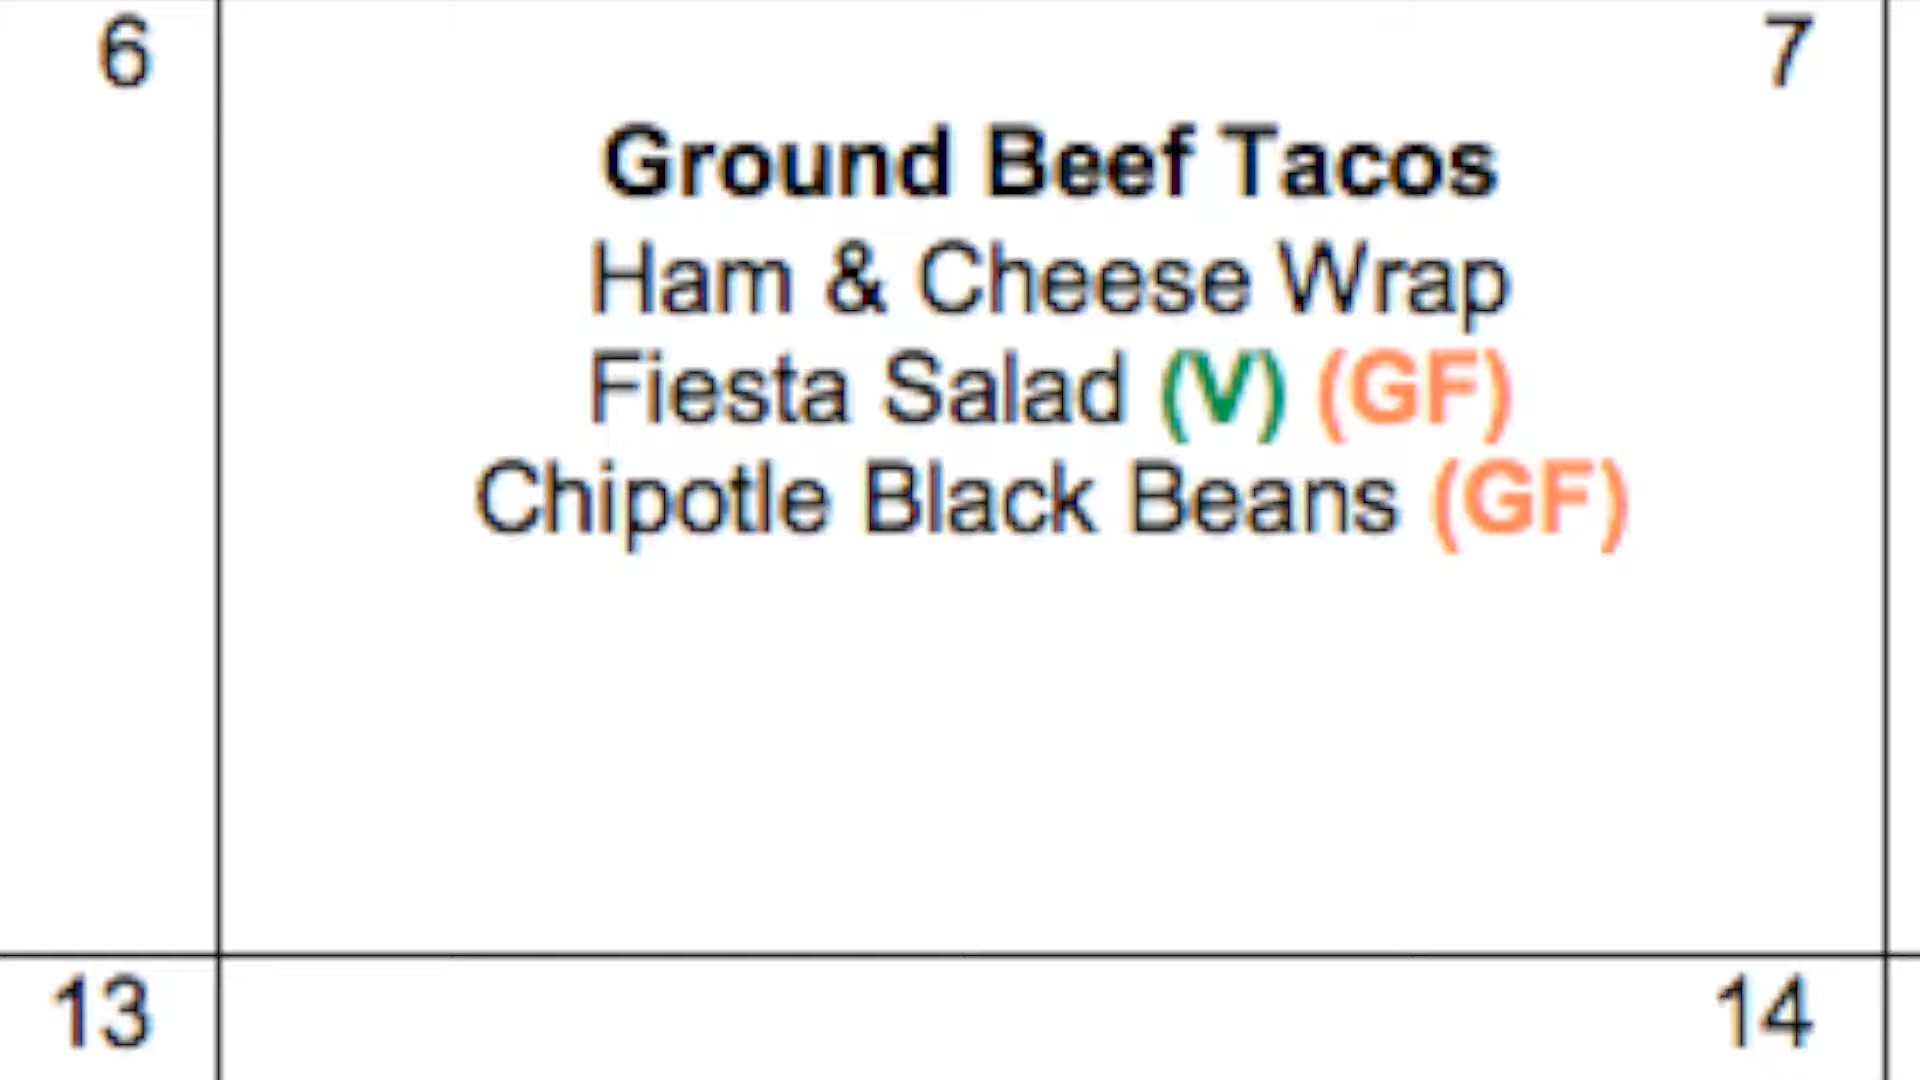 6
7
Ground Beef Tacos
Ham & Cheese Wrap
Fiesta Salad (V) (GF)
Chipotle Black Beans (GF)
13
14